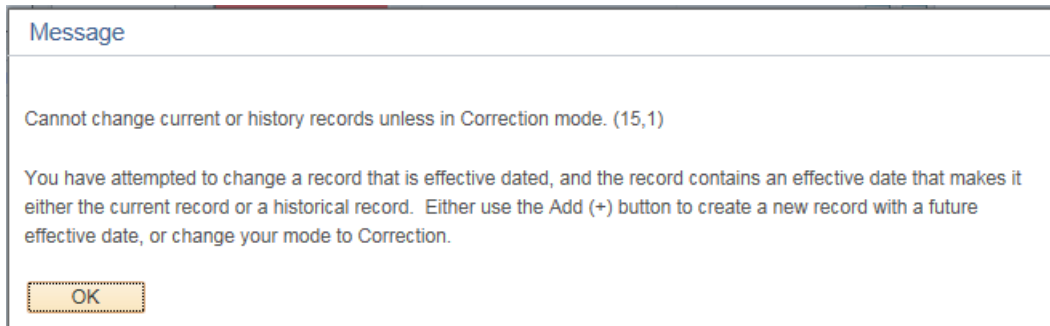 Message
Cannot change current or history records unless in Correction mode. (15,1)
You have attempted to change a record that is effective dated, and the record contains an effective date that makes it
either the current record or a historical record.  Either use the Add (+) button to create a new record with a future
effective date, or change your mode to Correction.
OK